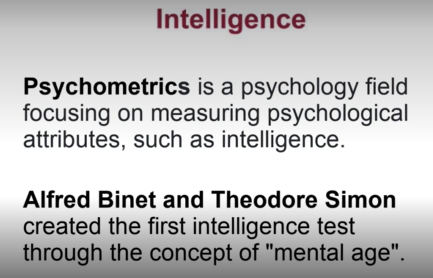 Intelligence
Psychometrics is a psychology field
focusing on measuring psychological
attributes, such as intelligence.
Alfred Binet and Theodore Simon
created the first intelligence test
through the concept of "mental age".